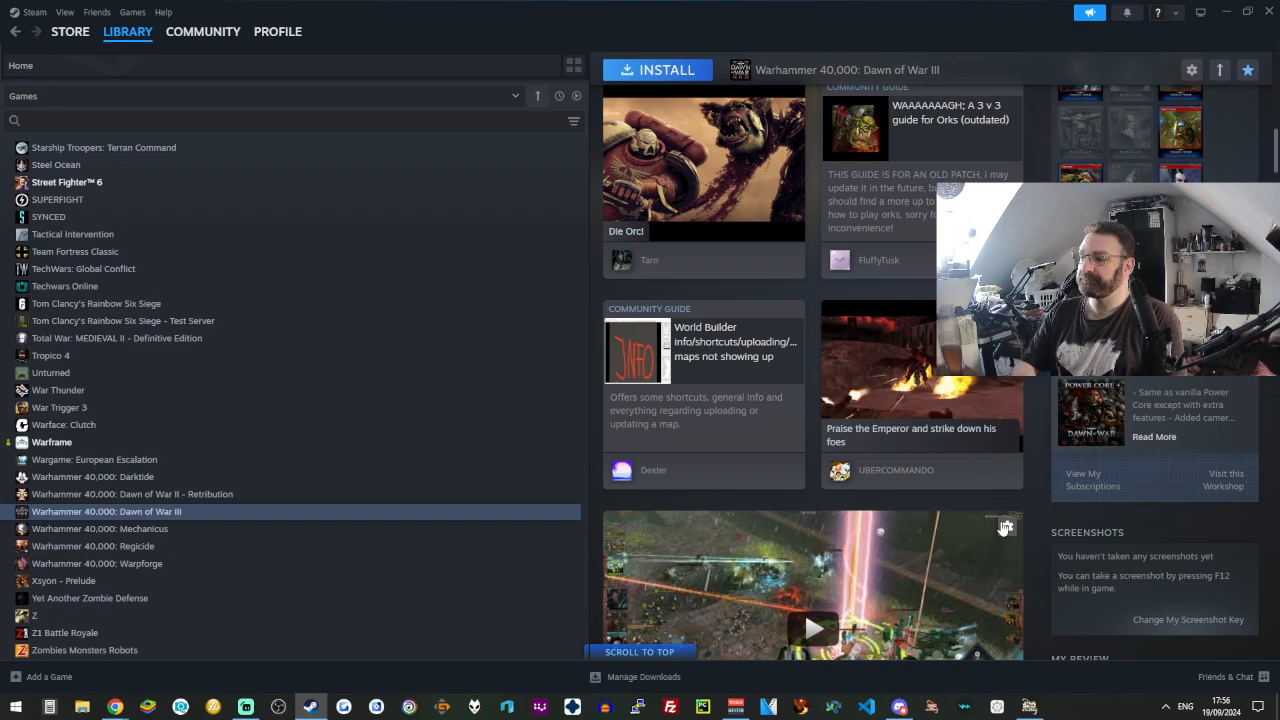 Steam View Friends Games Help
STORE LIBRARY COMMUNITY PROFILE
Home
Games
Starship Troopers: Terran Command
Steel Ocean
Street Fighter™ 6
SUPERFIGHT
SYNCED
Tactical Intervention
Team Fortress Classic
TechWars: Global Conflict
Techwars Online
Tom Clancy's Rainbow Six Siege
Tom Clancy's Rainbow Six Siege - Test Server
Total War: MEDIEVAL II - Definitive Edition
Tropico 4
Unturned
War Thunder
War Trigger 3
Warface: Clutch
Warframe
Wargame: European Escalation
Warhammer 40,000: Darktide
Warhammer 40,000: Dawn of War II - Retribution
Warhammer 40,000: Dawn of War III
Warhammer 40,000: Mechanicus
Warhammer 40,000: Regicide
Warhammer 40,000: Warpforge
Xsyon - Prelude
Yet Another Zombie Defense
Z
Z1 Battle Royale
Zombies Monsters Robots
Add a Game
INSTALL
Warhammer 40,000: Dawn of War III
Die Orc!
Tarn
COMMUNITY GUIDE
WAAAAAAGH; A 3 v 3
guide for Orks (outdated)
THIS GUIDE IS FOR AN OLD PATCH, i may
update it in the future, bu
should find a more up to
how to play orks, sorry fo
inconvenience!
FluffyTusk
COMMUNITY GUIDE
INFO
World Builder
info/shortcuts/uploading/...
maps not showing up
Offers some shortcuts, general info and
everything regarding uploading or
updating a map.
Dexter
Praise the Emperor and strike down his
foes
UBERCOMMANDO
SCROLL TO TOP
POWER CORE +
DAWN OF WAR
- Same as vanilla Power
Core except with extra
features - Added camer...
Read More
View My
Subscriptions
Visit this
Workshop
SCREENSHOTS
You haven't taken any screenshots yet
You can take a screenshot by pressing F12
while in game.
Change My Screenshot Key
MY REVIEW
Manage Downloads
Friends & Chat
ENG
17:56
19/09/2024